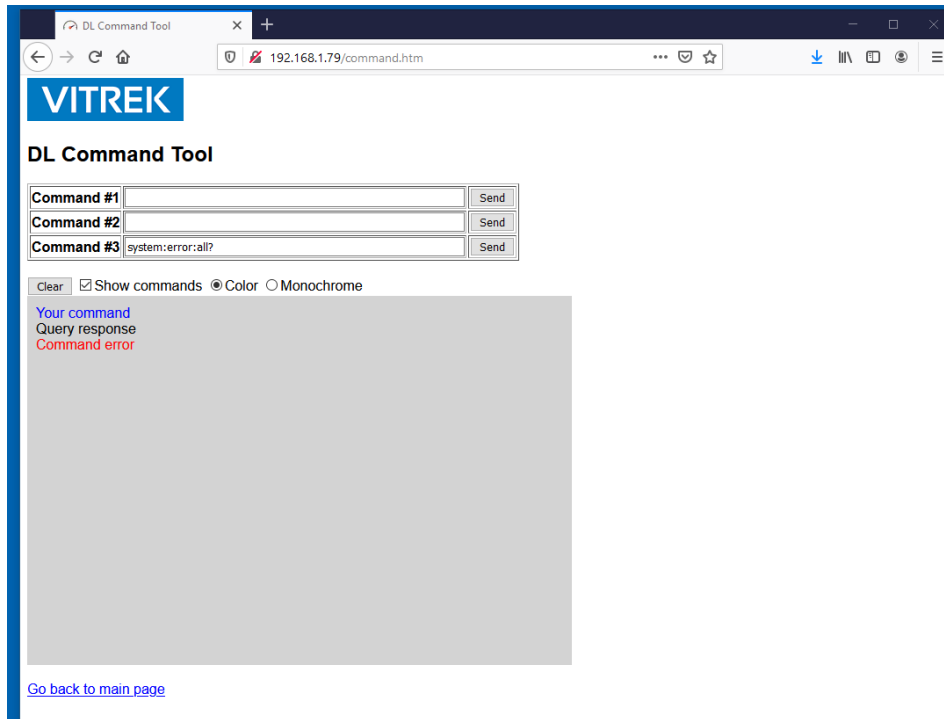 DL Command Tool
192.168.1.79/command.htm
VITREK
DL Command Tool
Command #1 Send
Command #2 Send
Command #3 system:error:all? Send
Clear Show commands Color Monochrome
Your command
Query response
Command error
Go back to main page